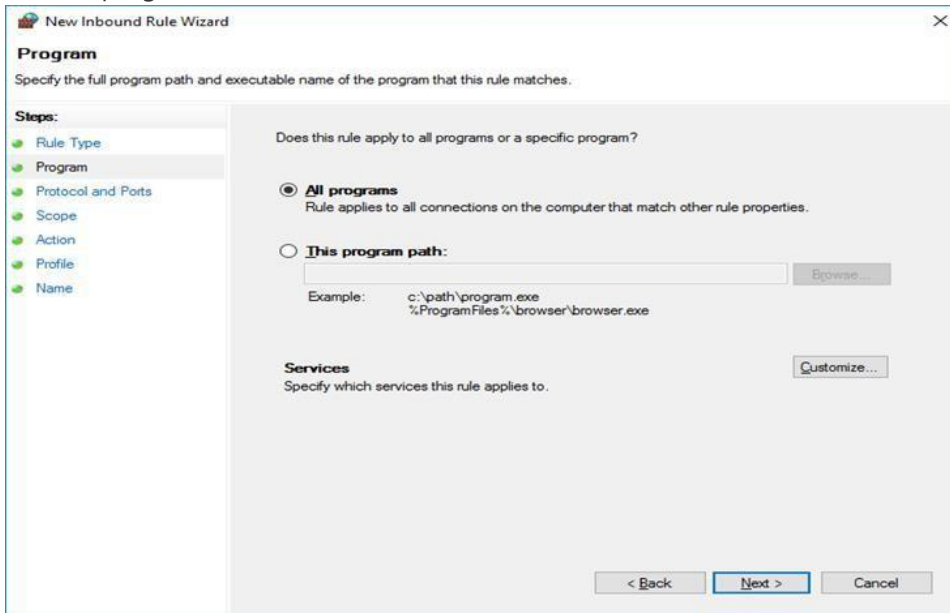 New Inbound Rule Wizard
Program
Specify the full program path and executable name of the program that this rule matches.
Steps:
Rule Type
Program
Protocol and Ports
Scope
Action
Profile
Name
Does this rule apply to all programs or a specific program?
All programs
Rule applies to all connections on the computer that match other rule properties.
This program path:
Browse...
Example: c:\path\program.exe
%ProgramFiles%\browser\browser.exe
Services
Specify which services this rule applies to.
Customize...
< Back Next > Cancel